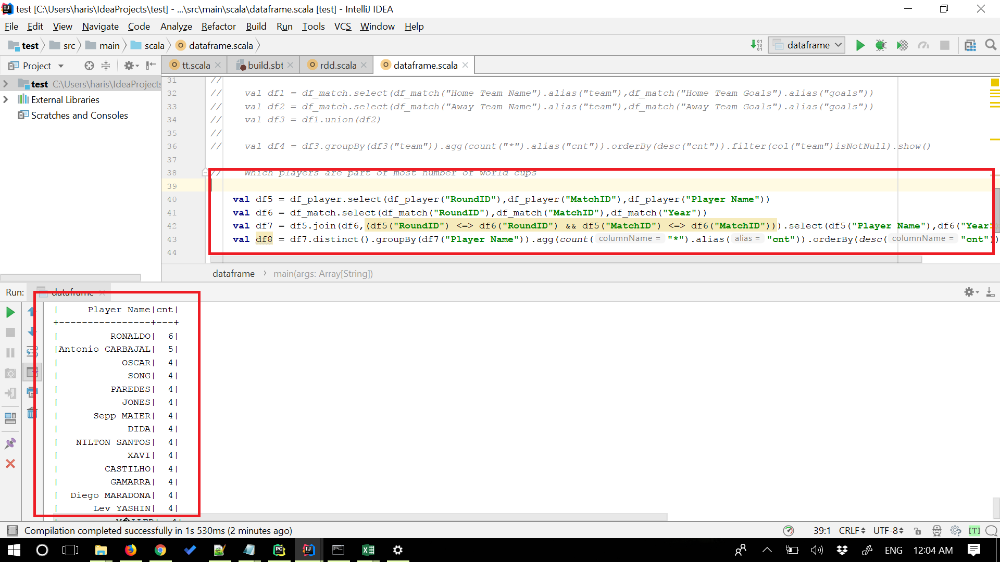 test [C:\Users\haris\IdeaProjects\test] - ...\src\main\scala\dataframe.scala [test] - IntelliJ IDEA
File Edit View Navigate Code Analyze Refactor Build Run Tools VCS Window Help
test src main scala dataframe.scala dataframe
Project tt.scala build.sbt rdd.scala dataframe.scala
test C:\Users\haris\IdeaProjects
External Libraries
Scratches and Consoles
31 //
32 // val df1 = df_match.select(df_match("Home Team Name").alias("team"),df_match("Home Team Goals").alias("goals"))
33 // val df2 = df_match.select(df_match("Away Team Name").alias("team"),df_match("Away Team Goals").alias("goals"))
34 // val df3 = df1.union(df2)
35 //
36 // val df4 = df3.groupBy(df3("team")).agg(count("*").alias("cnt")).orderBy(desc("cnt")).filter(col("team")isNotNull).show()
37
38 // Which players are part of most number of world cups
39
40 val df5 = df_player.select(df_player("RoundID"),df_player("MatchID"),df_player("Player Name"))
41 val df6 = df_match.select(df_match("RoundID"),df_match("MatchID"),df_match("Year"))
42 val df7 = df5.join(df6,(df5("RoundID") <=> df6("RoundID") && df5("MatchID") <=> df6("MatchID"))).select(df5("Player Name"),df6("Year"
43 val df8 = df7.distinct().groupBy(df7("Player Name")).agg(count( columnName = "*").alias( alias = "cnt")).orderBy(desc( columnName = "cnt"))
44
dataframe > main(args: Array[String])
Run: dataframe
| Player Name|cnt|
+----------------+---+
| RONALDO| 6|
|Antonio CARBAJAL| 5|
| OSCAR| 4|
| SONG| 4|
| PAREDES| 4|
| JONES| 4|
| Sepp MAIER| 4|
| DIDA| 4|
| NILTON SANTOS| 4|
| XAVI| 4|
| CASTILHO| 4|
| GAMARRA| 4|
| Diego MARADONA| 4|
| Lev YASHIN| 4|
Compilation completed successfully in 1s 530ms (2 minutes ago) 39:1 CRLF UTF-8 [T]
ENG 12:04 AM